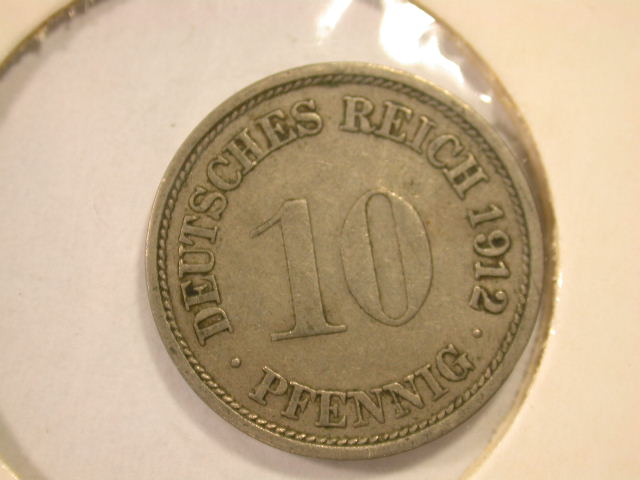 DEUTSCHES REICH 1912
10
· PFENNIG ·